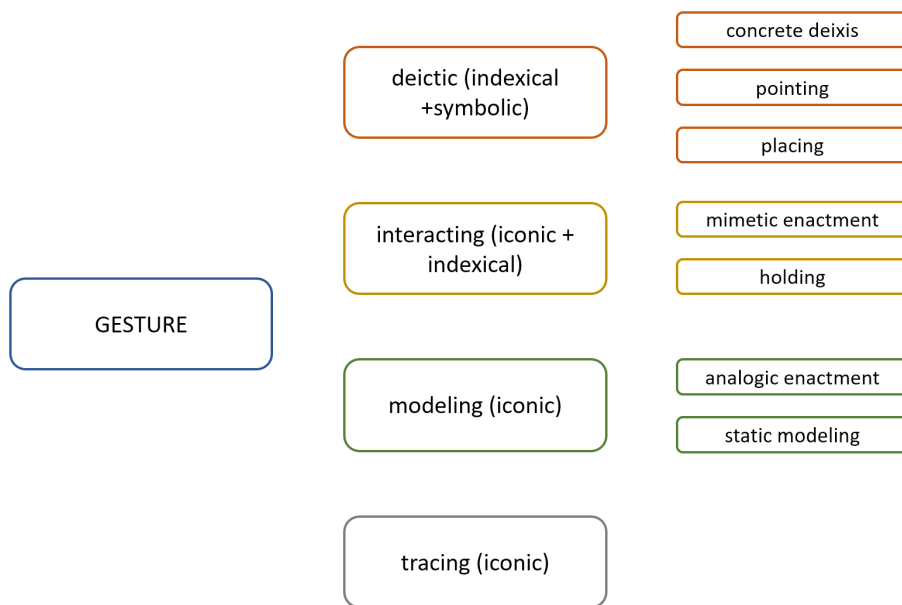 GESTURE
deictic (indexical
+symbolic)
concrete deixis
pointing
placing
interacting (iconic +
indexical)
mimetic enactment
holding
modeling (iconic)
analogic enactment
static modeling
tracing (iconic)